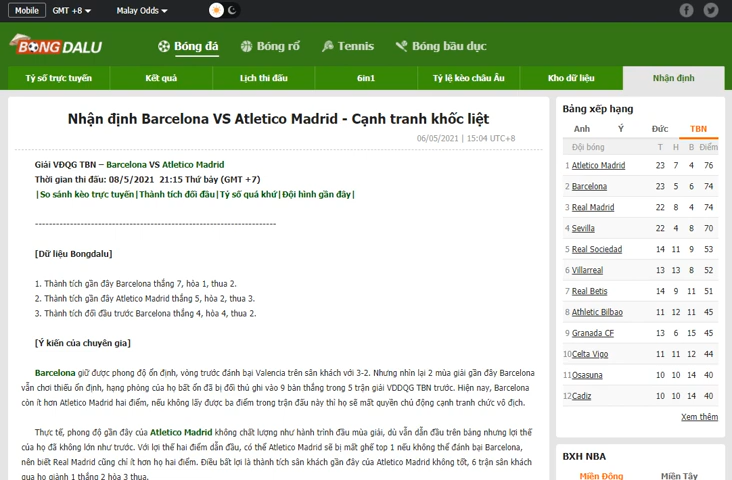 Mobile GMT +8 Malay Odds
BONGDALU Bóng đá Bóng rổ Tennis Bóng bầu dục
Tỷ số trực tuyến Kết quả Lịch thi đấu 6in1 Tỷ lệ kèo châu Âu Kho dữ liệu Nhận định
Nhận định Barcelona VS Atletico Madrid - Cạnh tranh khốc liệt
06/05/2021 | 15:04 UTC+8
Giải VĐQG TBN – Barcelona VS Atletico Madrid
Thời gian thi đấu: 08/5/2021 21:15 Thứ bảy (GMT +7)
|So sánh kèo trực tuyến|Thành tích đối đầu|Tỷ số quá khứ|Đội hình gần đây|
----------------------------------------------------------------------
[Dữ liệu Bongdalu]
1. Thành tích gần đây Barcelona thắng 7, hòa 1, thua 2.
2. Thành tích gần đây Atletico Madrid thắng 5, hòa 2, thua 3.
3. Thành tích đối đầu trước Barcelona thắng 4, hòa 4, thua 2.
[Ý kiến của chuyên gia]
Barcelona giữ được phong độ ổn định, vòng trước đánh bại Valencia trên sân khách với 3-2. Nhưng nhìn lại 2 mùa giải gần đây Barcelona
vẫn chơi thiếu ổn định, hạng phòng của họ bất ổn đã bị đối thủ ghi vào 9 bàn thắng trong 5 trận giải VDDQG TBN trước. Hiện nay, Barcelona
còn ít hơn Atletico Madrid hai điểm, nếu không lấy được ba điểm trong trận đấu này thì họ sẽ mất quyền chủ động cạnh tranh chức vô địch.
Thực tế, phong độ gần đây của Atletico Madrid không chất lượng như hành trình đầu mùa giải, dù vẫn dẫn đầu trên bảng nhưng lợi thế
của họ đã không lớn như trước. Với lợi thế hai điểm dẫn đầu, có thể Atletico Madrid sẽ bị mất ghế top 1 nếu không thể đánh bại Barcelona,
nên biết Real Madrid cũng chỉ ít hơn họ hai điểm. Điều bất lợi là thành tích sân khách gần đây của Atletico Madrid không tốt, 6 trận sân khách
qua họ giành 1 thắng 2 hòa 3 thua.
Bảng xếp hạng
Anh Ý Đức TBN
Đội bóng T H B Điểm
1 Atletico Madrid 23 7 4 76
2 Barcelona 23 5 6 74
3 Real Madrid 22 8 4 74
4 Sevilla 22 4 8 70
5 Real Sociedad 14 11 9 53
6 Villarreal 13 13 8 52
7 Real Betis 14 9 11 51
8 Athletic Bilbao 11 12 11 45
9 Granada CF 13 6 15 45
10 Celta Vigo 11 11 12 44
11 Osasuna 10 10 14 40
12 Cadiz 10 10 14 40
Xem thêm
BXH NBA
Miền Đông Miền Tây